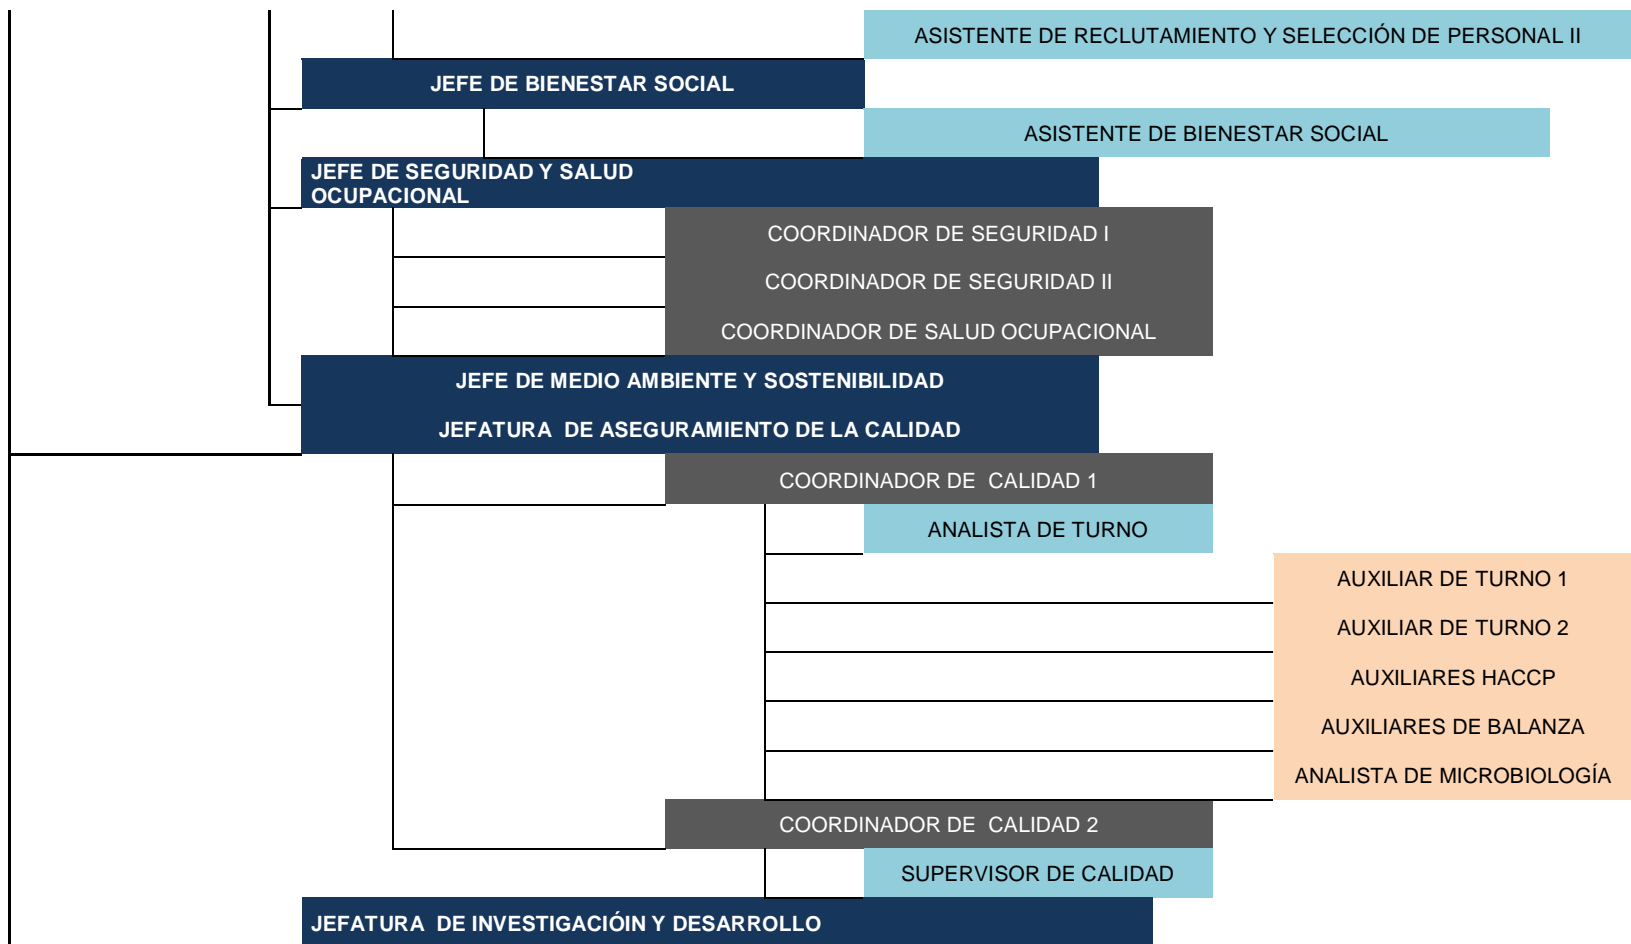 ASISTENTE DE RECLUTAMIENTO Y SELECCIÓN DE PERSONAL II
JEFE DE BIENESTAR SOCIAL
ASISTENTE DE BIENESTAR SOCIAL
JEFE DE SEGURIDAD Y SALUD
OCUPACIONAL
COORDINADOR DE SEGURIDAD I
COORDINADOR DE SEGURIDAD II
COORDINADOR DE SALUD OCUPACIONAL
JEFE DE MEDIO AMBIENTE Y SOSTENIBILIDAD
JEFATURA DE ASEGURAMIENTO DE LA CALIDAD
COORDINADOR DE CALIDAD 1
ANALISTA DE TURNO
AUXILIAR DE TURNO 1
AUXILIAR DE TURNO 2
AUXILIARES HACCP
AUXILIARES DE BALANZA
ANALISTA DE MICROBIOLOGÍA
COORDINADOR DE CALIDAD 2
SUPERVISOR DE CALIDAD
JEFATURA DE INVESTIGACIÓIN Y DESARROLLO